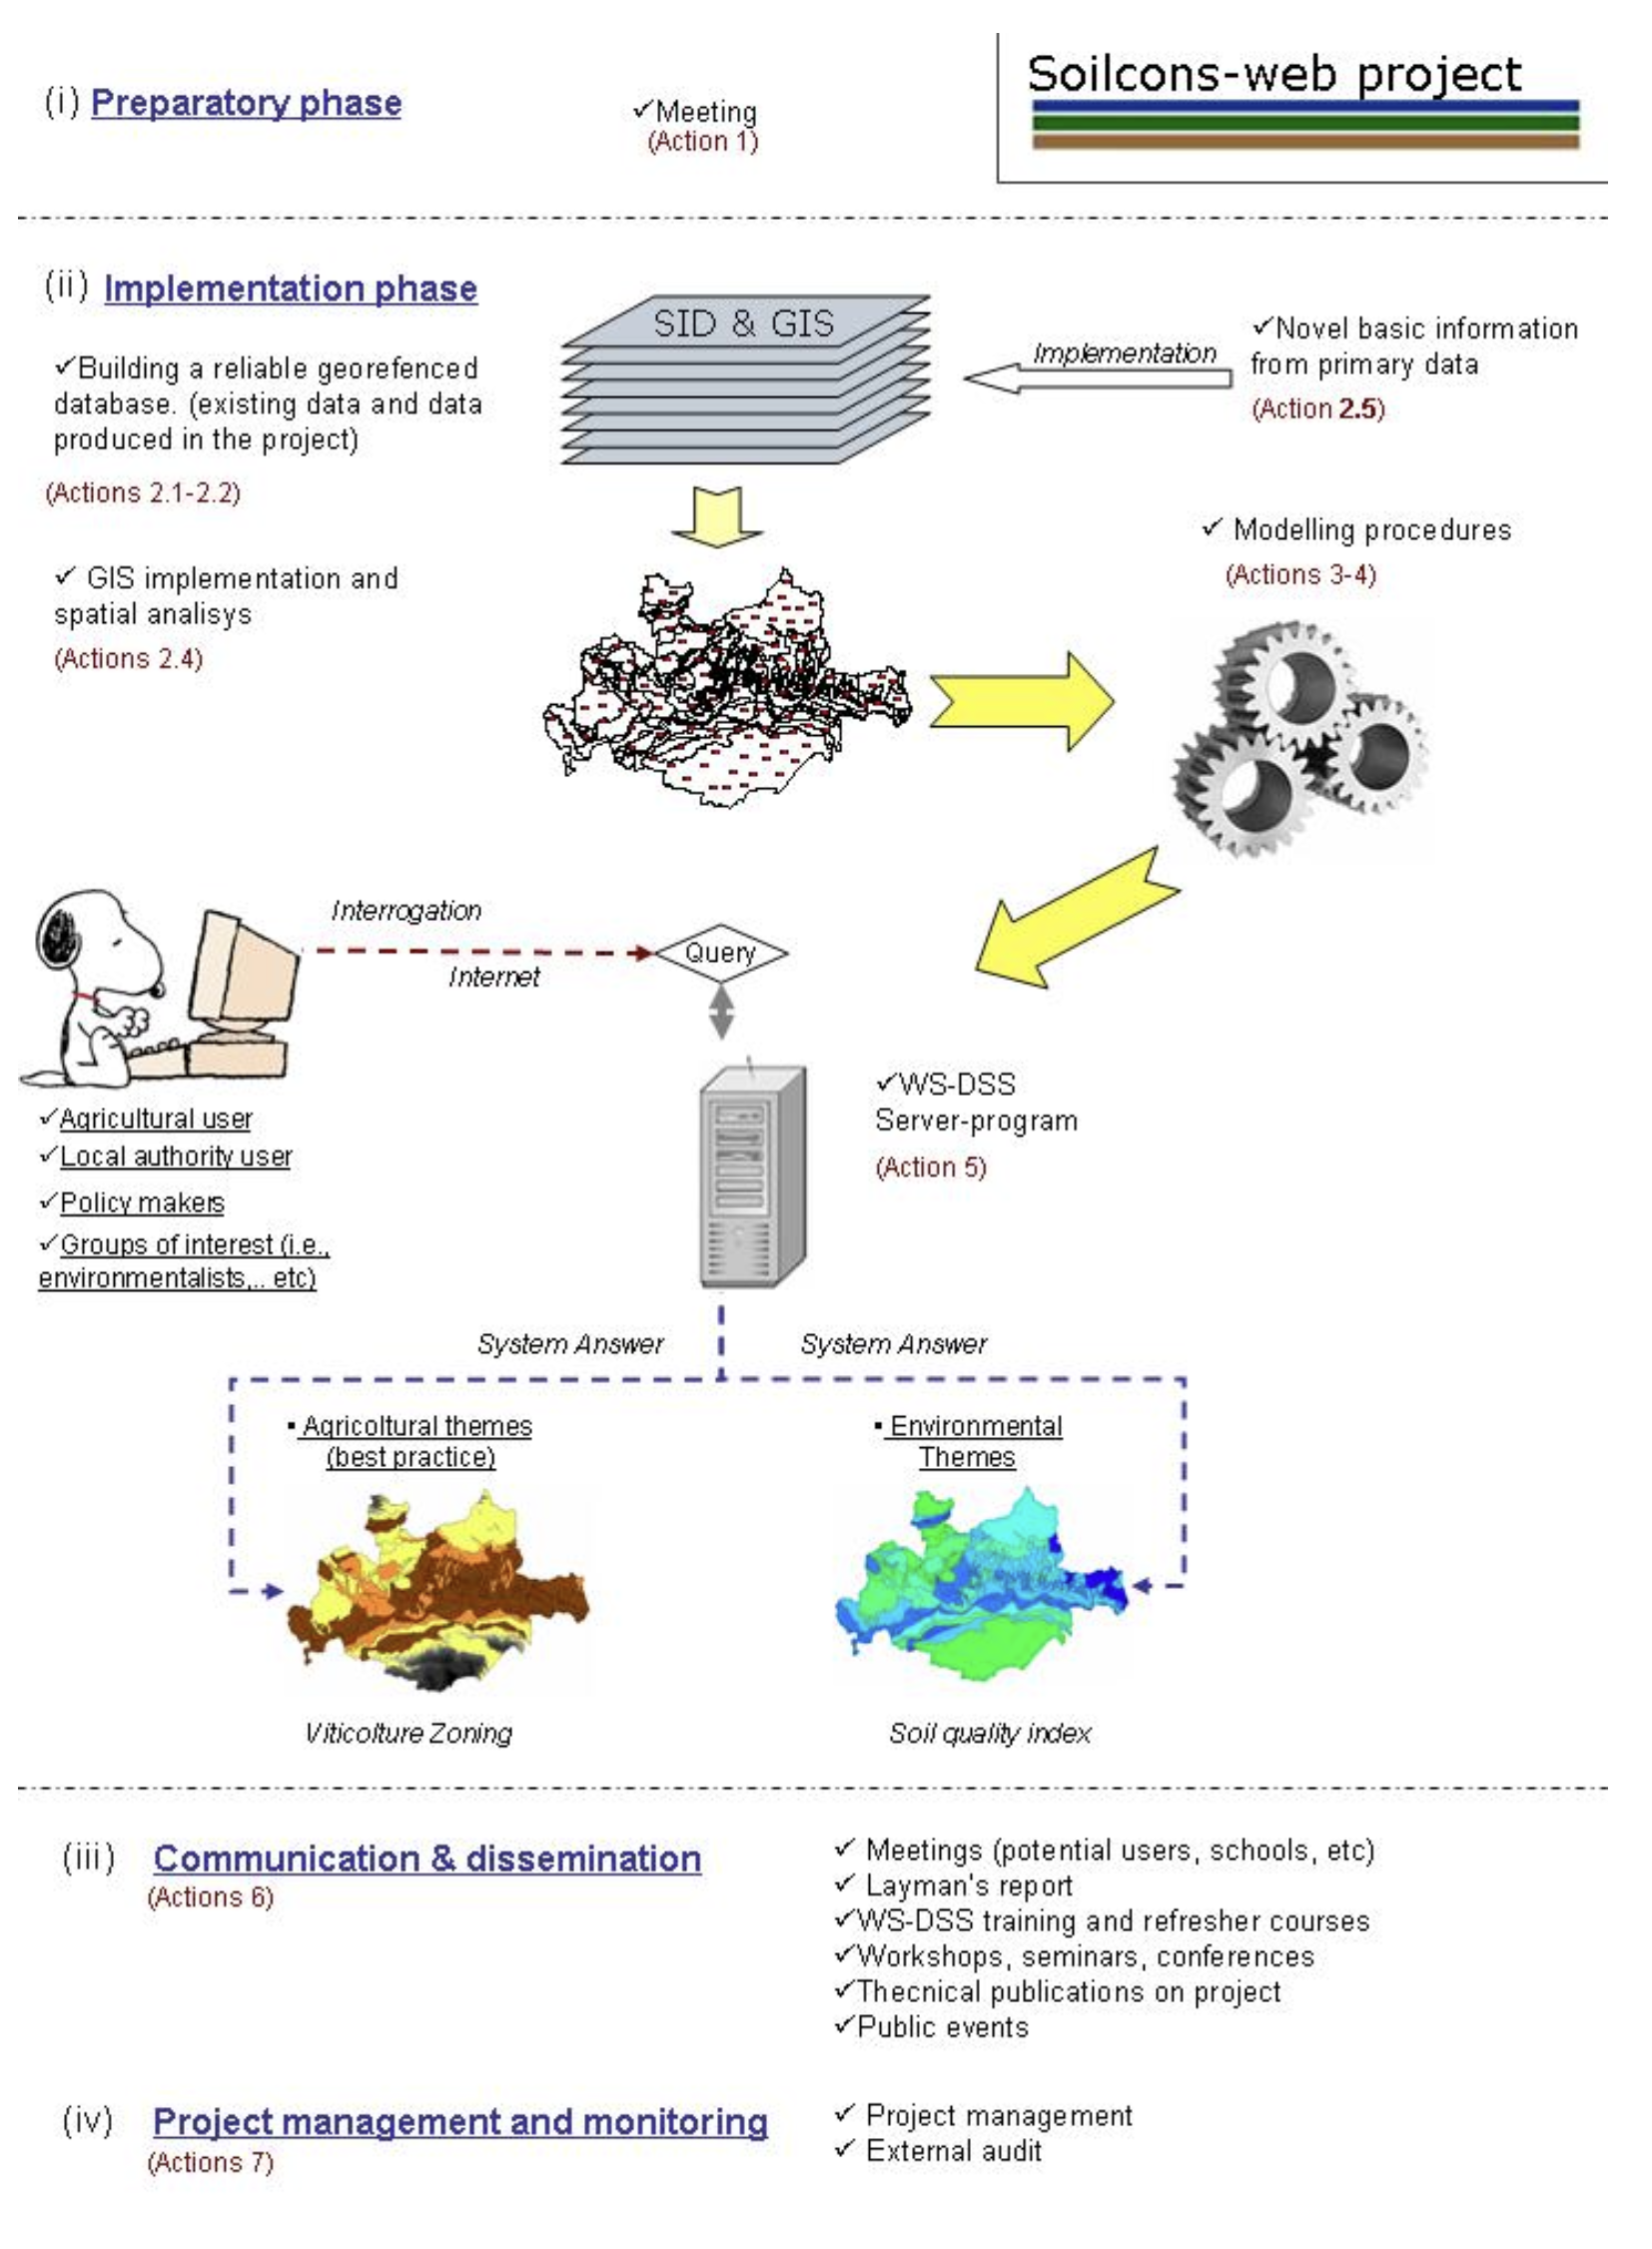 (i) Preparatory phase
✓Meeting
(Action 1)
Soilcons-web project
(ii) Implementation phase
SID & GIS
Implementation
✓Novel basic information
from primary data
(Action 2.5)
✓Building a reliable georefenced
database. (existing data and data
produced in the project)
(Actions 2.1-2.2)
✓ GIS implementation and
spatial analisys
(Actions 2.4)
✓ Modelling procedures
(Actions 3-4)
Interrogation
Internet
Query
✓Agricultural user
✓Local authority user
✓Policy makers
✓Groups of interest (i.e.,
environmentalists,.. etc)
✓WS-DSS
Server-program
(Action 5)
System Answer
System Answer
▪ Agricoltural themes
(best practice)
▪ Environmental
Themes
Viticolture Zoning
Soil quality index
(iii) Communication & dissemination
(Actions 6)
✓ Meetings (potential users, schools, etc)
✓ Layman's report
✓WS-DSS training and refresher courses
✓Workshops, seminars, conferences
✓Thecnical publications on project
✓Public events
(iv) Project management and monitoring
(Actions 7)
✓ Project management
✓ External audit